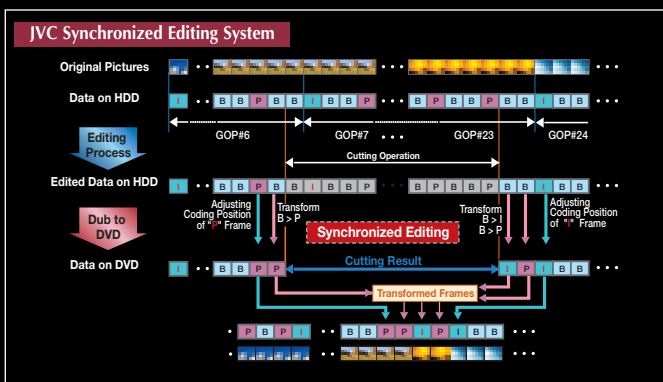 JVC Synchronized Editing System
Original Pictures
Data on HDD I B B P B B I B B P B P B B P B B I B B
GOP#6 GOP#7 GOP#23 GOP#24
Editing
Process
Cutting Operation
Edited Data on HDD I B B P B B P I B B P B P B B P B B I B B
Adjusting
Coding Position
of "P" Frame
Transform
B > P
Transform
B > I
B > P
Adjusting
Coding Position
of "I" Frame
Dub to
DVD
Synchronized Editing
Data on DVD I B B P P Cutting Result I P I B B
Transformed Frames
P B P I B B P P I P I B B